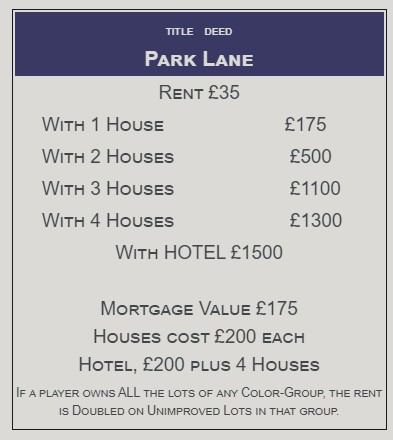 TITLE DEED
PARK LANE
RENT £35
WITH 1 HOUSE £175
WITH 2 HOUSES £500
WITH 3 HOUSES £1100
WITH 4 HOUSES £1300
WITH HOTEL £1500
MORTGAGE VALUE £175
HOUSES COST £200 EACH
HOTEL, £200 PLUS 4 HOUSES
IF A PLAYER OWNS ALL THE LOTS OF ANY COLOR-GROUP, THE RENT
IS DOUBLED ON UNIMPROVED LOTS IN THAT GROUP.